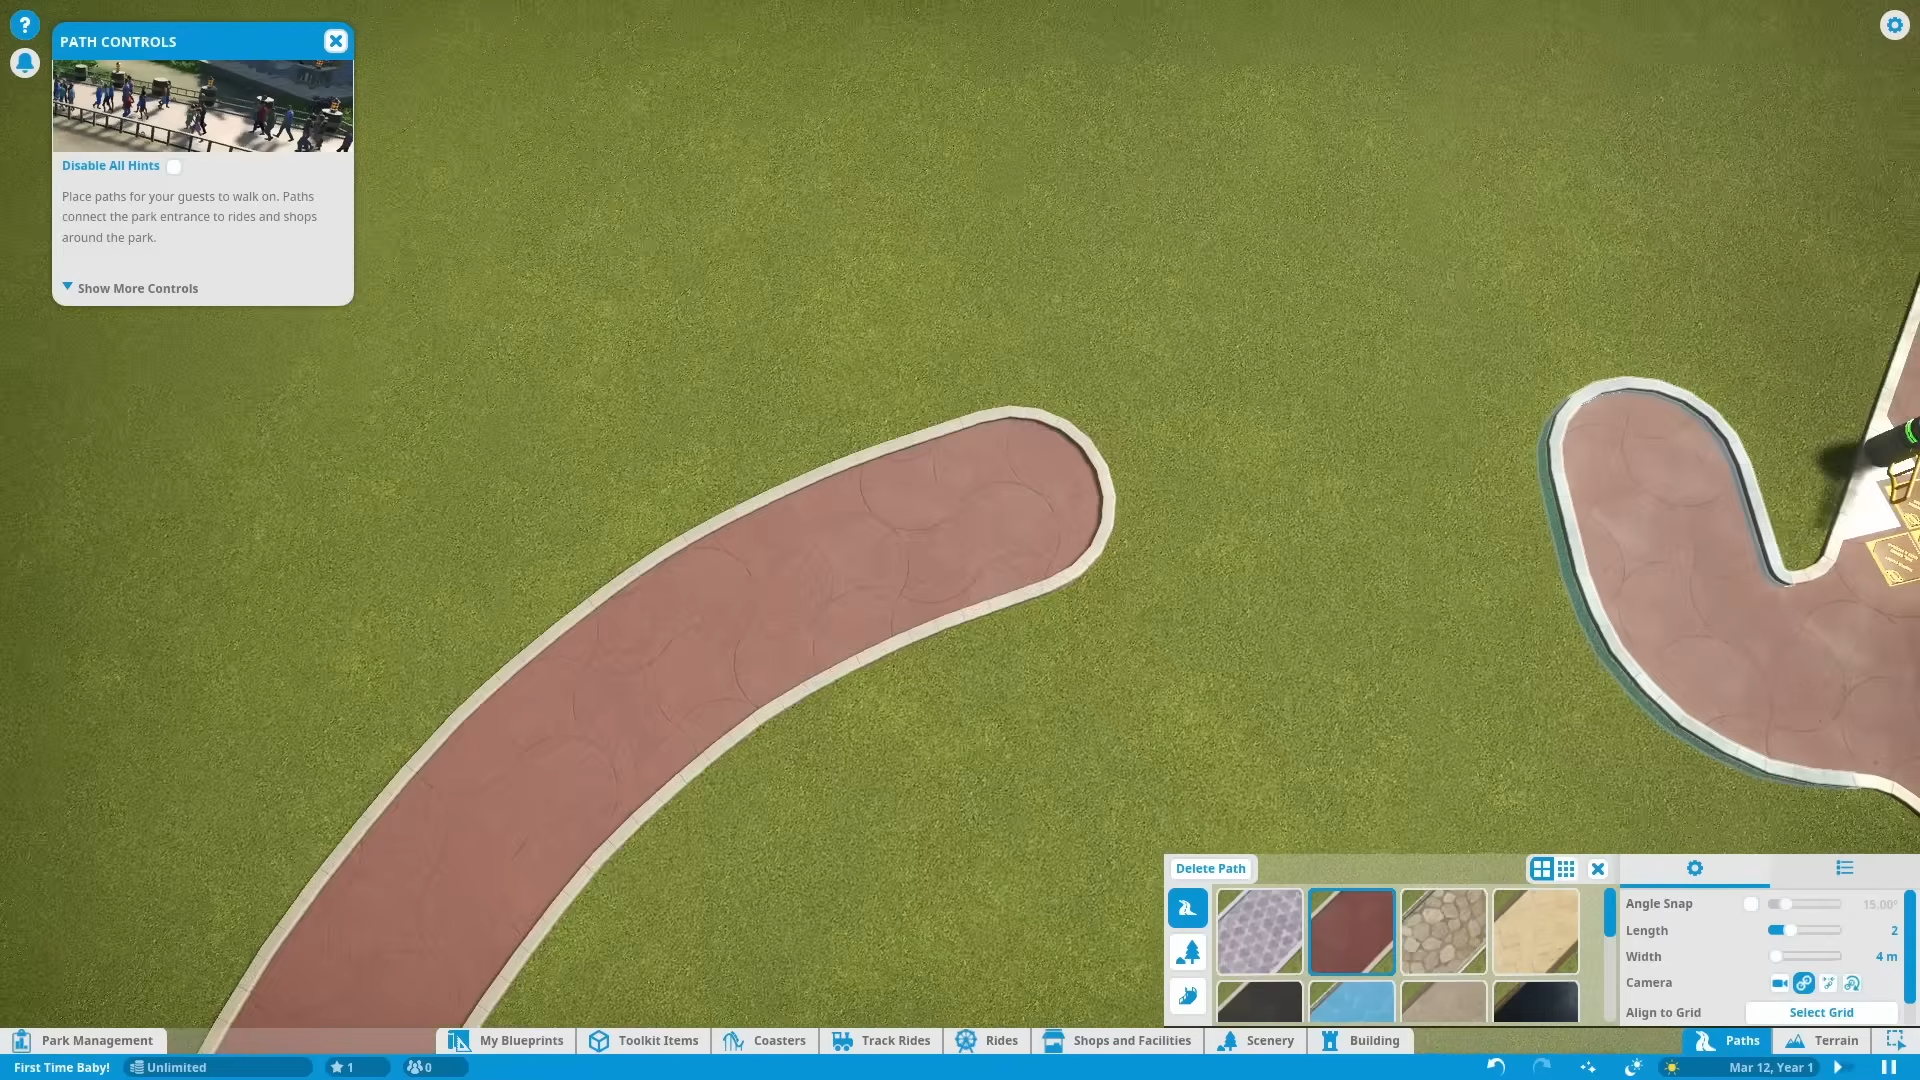 PATH CONTROLS
Disable All Hints
Place paths for your guests to walk on. Paths
connect the park entrance to rides and shops
around the park.
Show More Controls
Delete Path
Angle Snap 15.00°
Length 2
Width 4 m
Camera
Align to Grid Select Grid
Park Management
My Blueprints
Toolkit Items
Coasters
Track Rides
Rides
Shops and Facilities
Scenery
Building
Paths
Terrain
First Time Baby!
Unlimited
1
0
Mar 12, Year 1